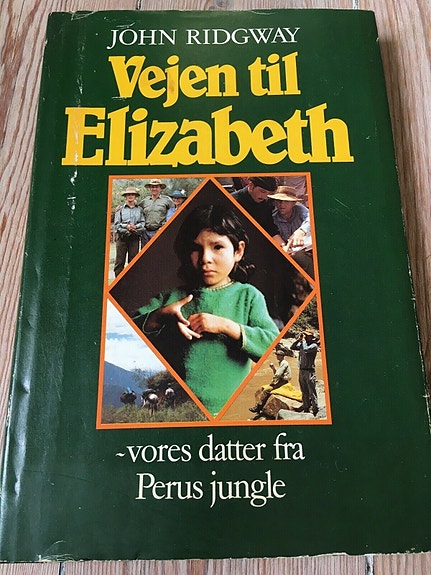 JOHN RIDGWAY
Vejen til
Elizabeth
~vores datter fra
Perus jungle